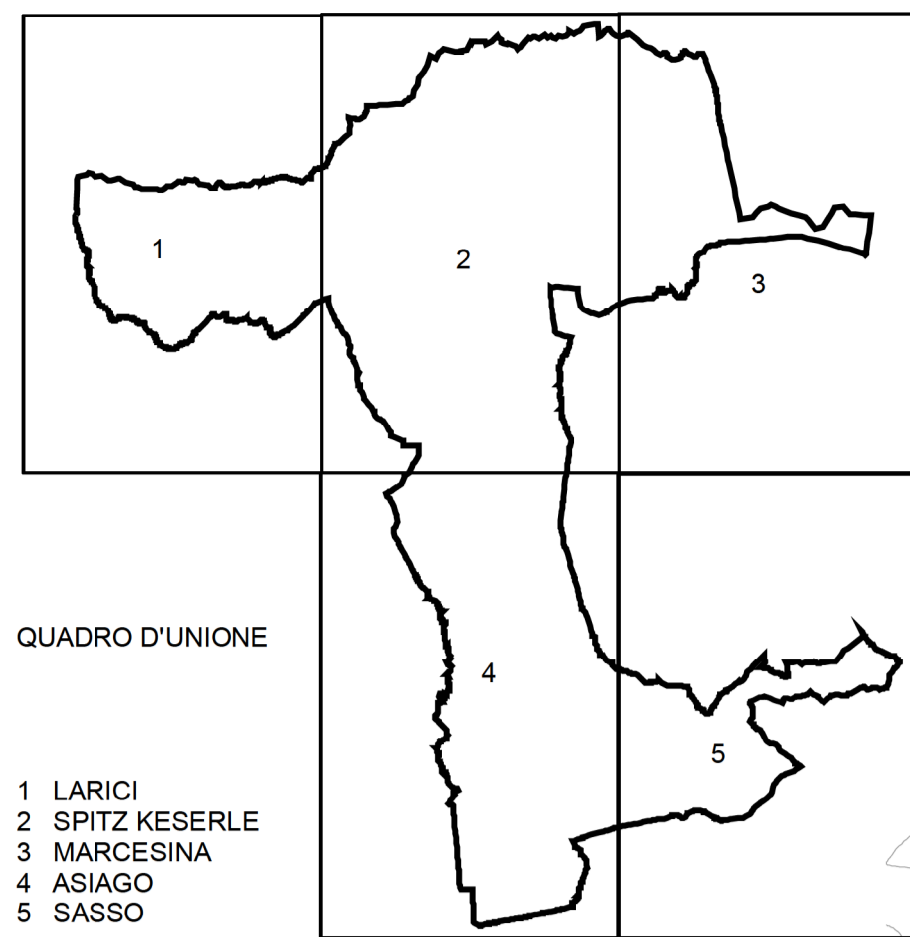 1
2
3
QUADRO D'UNIONE
4
5
1 LARICI
2 SPITZ KESERLE
3 MARCESINA
4 ASIAGO
5 SASSO